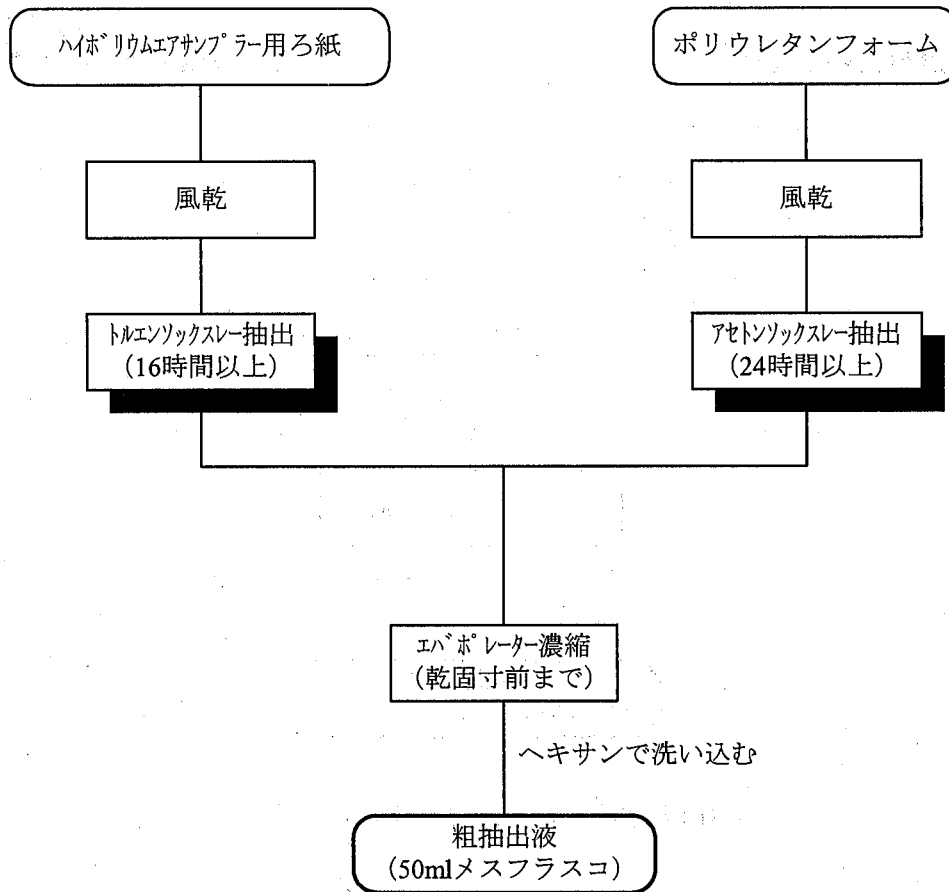 ﾊｲﾎﾞﾘｳﾑｴｱｻﾝﾌﾟﾗｰ用ろ紙
ポリウレタンフォーム
風乾
風乾
ﾄﾙｴﾝｿｯｸｽﾚｰ抽出
（16時間以上）
ｱｾﾄﾝｿｯｸｽﾚｰ抽出
（24時間以上）
ｴﾊﾞﾎﾟﾚｰﾀｰ濃縮
（乾固寸前まで）
ヘキサンで洗い込む
粗抽出液
（50mlメスフラスコ）